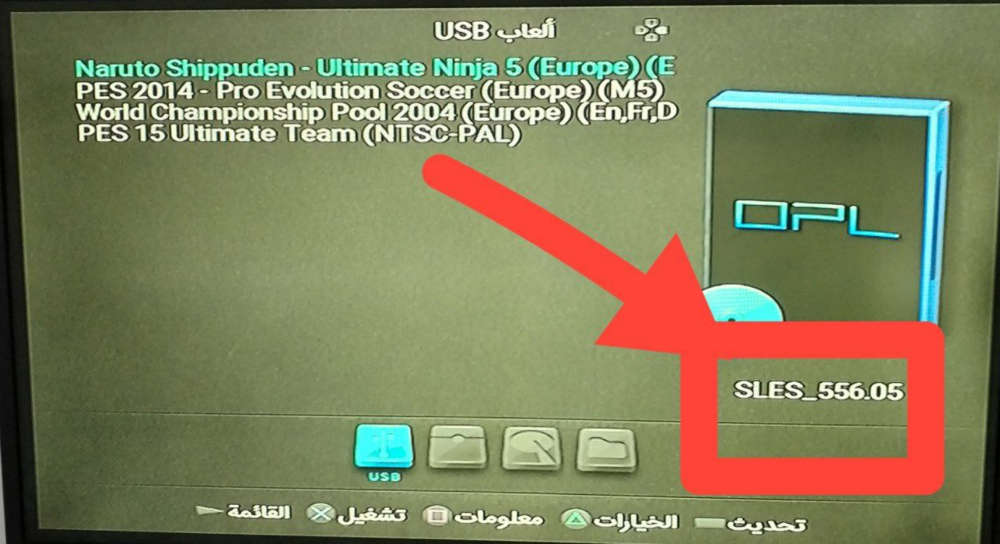 ألعاب USB
Naruto Shippuden - Ultimate Ninja 5 (Europe) (E
PES 2014 - Pro Evolution Soccer (Europe) (M5)
World Championship Pool 2004 (Europe) (En,Fr,D
PES 15 Ultimate Team (NTSC-PAL)
OPL
SLES_556.05
USB
القائمة تشغيل معلومات الخيارات تحديث